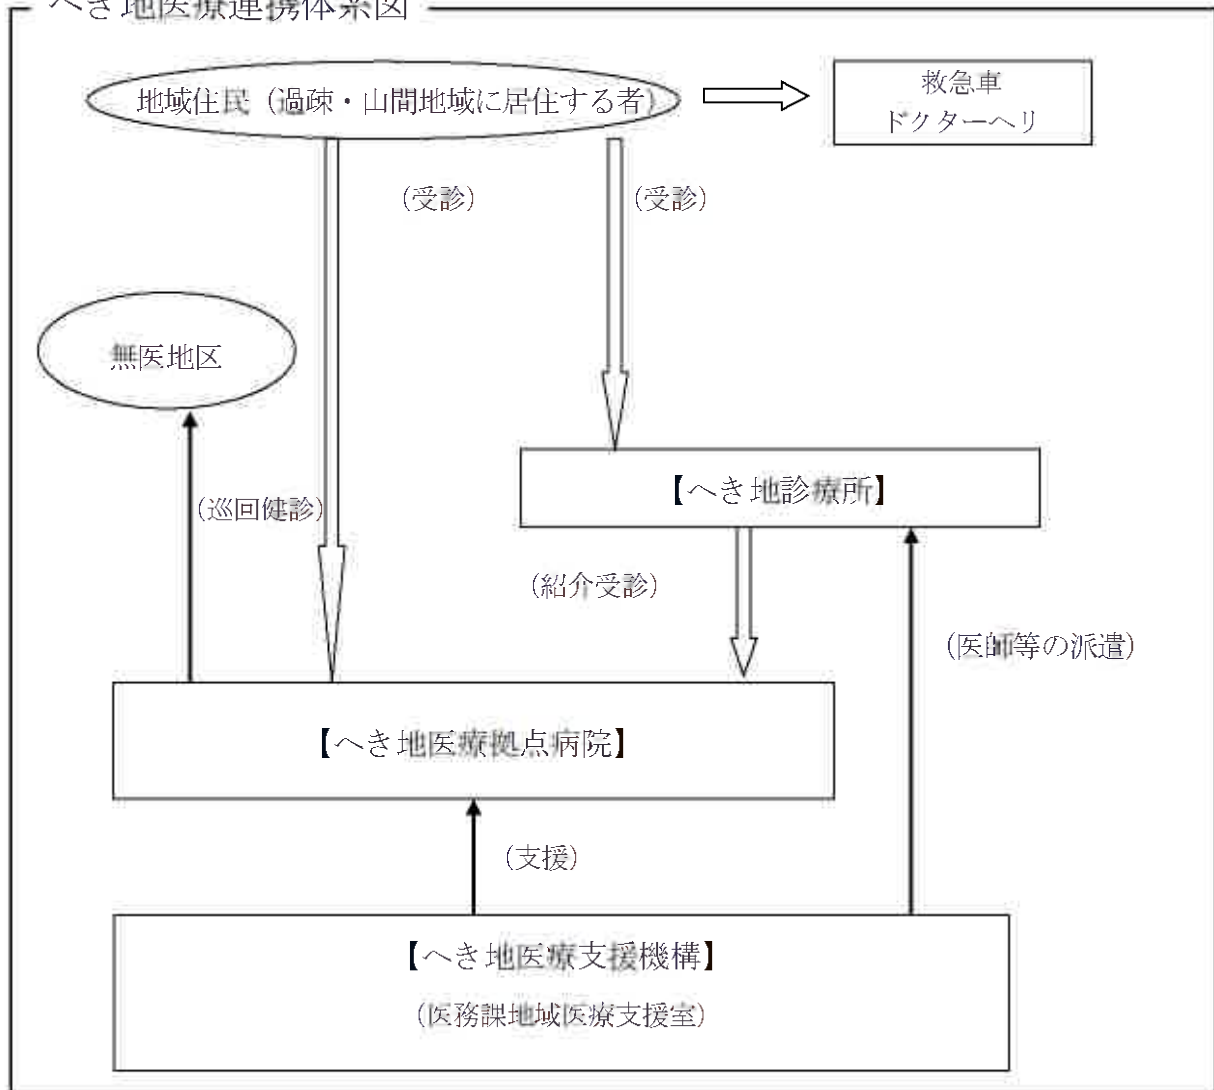 へき地医療連携体系図
地域住民（過疎・山間地域に居住する者）
救急車
ドクターヘリ
（受診）
（受診）
無医地区
【へき地診療所】
（巡回健診）
（紹介受診）
（医師等の派遣）
【へき地医療拠点病院】
（支援）
【へき地医療支援機構】
（医務課地域医療支援室）